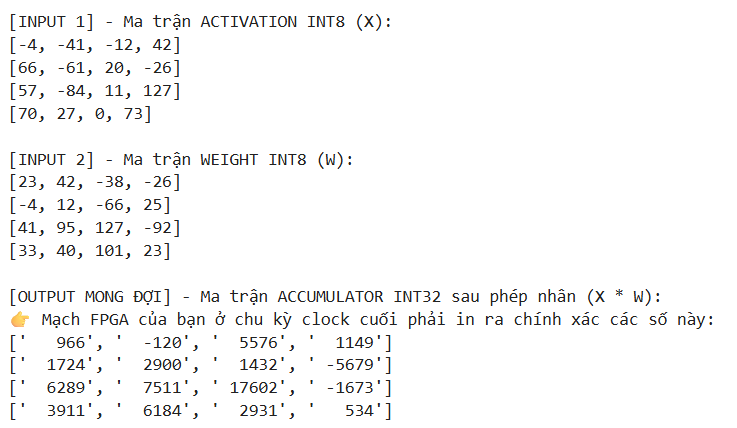 [INPUT 1] - Ma trận ACTIVATION INT8 (X):
[-4, -41, -12, 42]
[66, -61, 20, -26]
[57, -84, 11, 127]
[70, 27, 0, 73]
[INPUT 2] - Ma trận WEIGHT INT8 (W):
[23, 42, -38, -26]
[-4, 12, -66, 25]
[41, 95, 127, -92]
[33, 40, 101, 23]
[OUTPUT MONG ĐỢI] - Ma trận ACCUMULATOR INT32 sau phép nhân (X * W):
👉 Mạch FPGA của bạn ở chu kỳ clock cuối phải in ra chính xác các số này:
['   966', '  -120', '  5576', '  1149']
['  1724', '  2900', '  1432', ' -5679']
['  6289', '  7511', ' 17602', ' -1673']
['  3911', '  6184', '  2931', '   534']